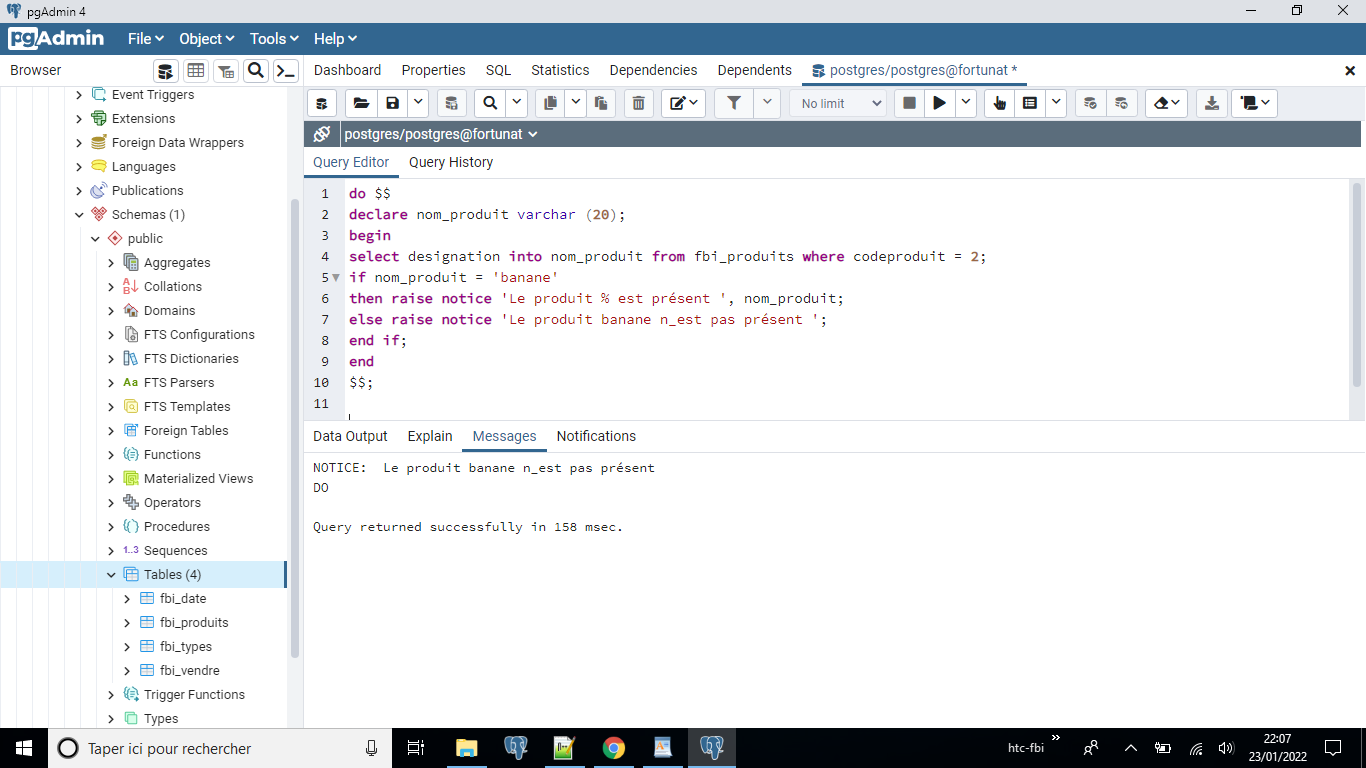 pgAdmin 4
pgAdmin File Object Tools Help
Browser Dashboard Properties SQL Statistics Dependencies Dependents postgres/postgres@fortunat *
No limit
postgres/postgres@fortunat
Query Editor Query History
Event Triggers
Extensions
Foreign Data Wrappers
Languages
Publications
Schemas (1)
public
Aggregates
Collations
Domains
FTS Configurations
FTS Dictionaries
Aa FTS Parsers
FTS Templates
Foreign Tables
Functions
Materialized Views
Operators
Procedures
1..3 Sequences
Tables (4)
fbi_date
fbi_produits
fbi_types
fbi_vendre
Trigger Functions
Types
1 do $$
2 declare nom_produit varchar (20);
3 begin
4 select designation into nom_produit from fbi_produits where codeproduit = 2;
5 if nom_produit = 'banane'
6 then raise notice 'Le produit % est présent ', nom_produit;
7 else raise notice 'Le produit banane n_est pas présent ';
8 end if;
9 end
10 $$;
11
Data Output Explain Messages Notifications
NOTICE: Le produit banane n_est pas présent
DO
Query returned successfully in 158 msec.
Taper ici pour rechercher
htc-fbi
22:07
23/01/2022